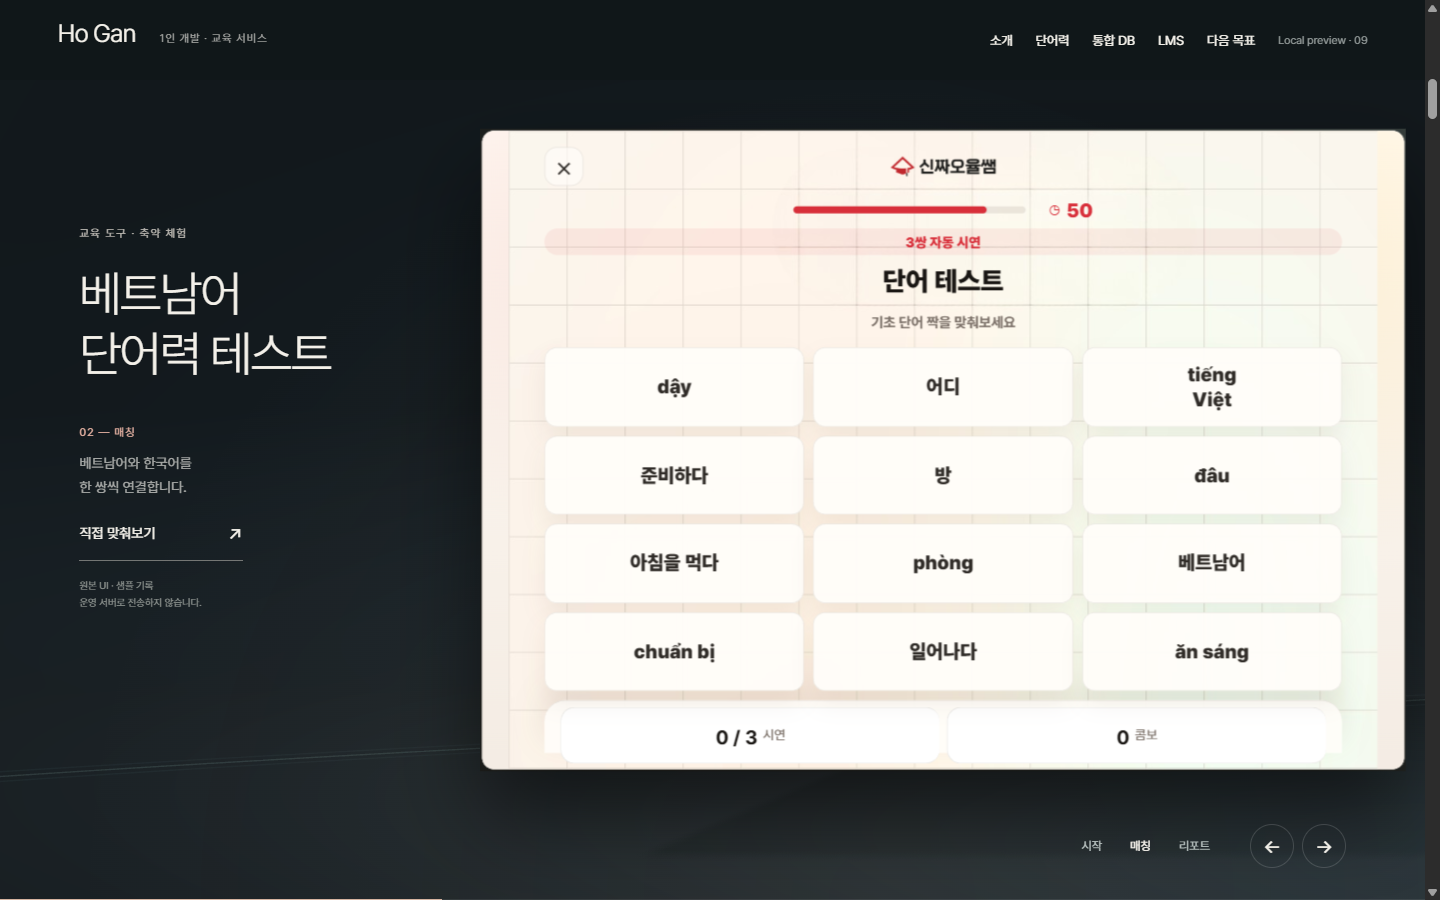 Ho Gan
1인 개발 · 교육 서비스
소개
단어력
통합 DB
LMS
다음 목표
Local preview · 09
교육 도구 · 축약 체험
베트남어
단어력 테스트
02 — 매칭
베트남어와 한국어를
한 쌍씩 연결합니다.
직접 맞춰보기
원본 UI · 샘플 기록
운영 서버로 전송하지 않습니다.
신짜오율쌤
50
3쌍 자동 시연
단어 테스트
기초 단어 짝을 맞춰보세요
dậy
어디
tiếng
Việt
준비하다
방
đâu
아침을 먹다
phòng
베트남어
chuẩn bị
일어나다
ăn sáng
0 / 3 시연
0 콤보
시작
매칭
리포트